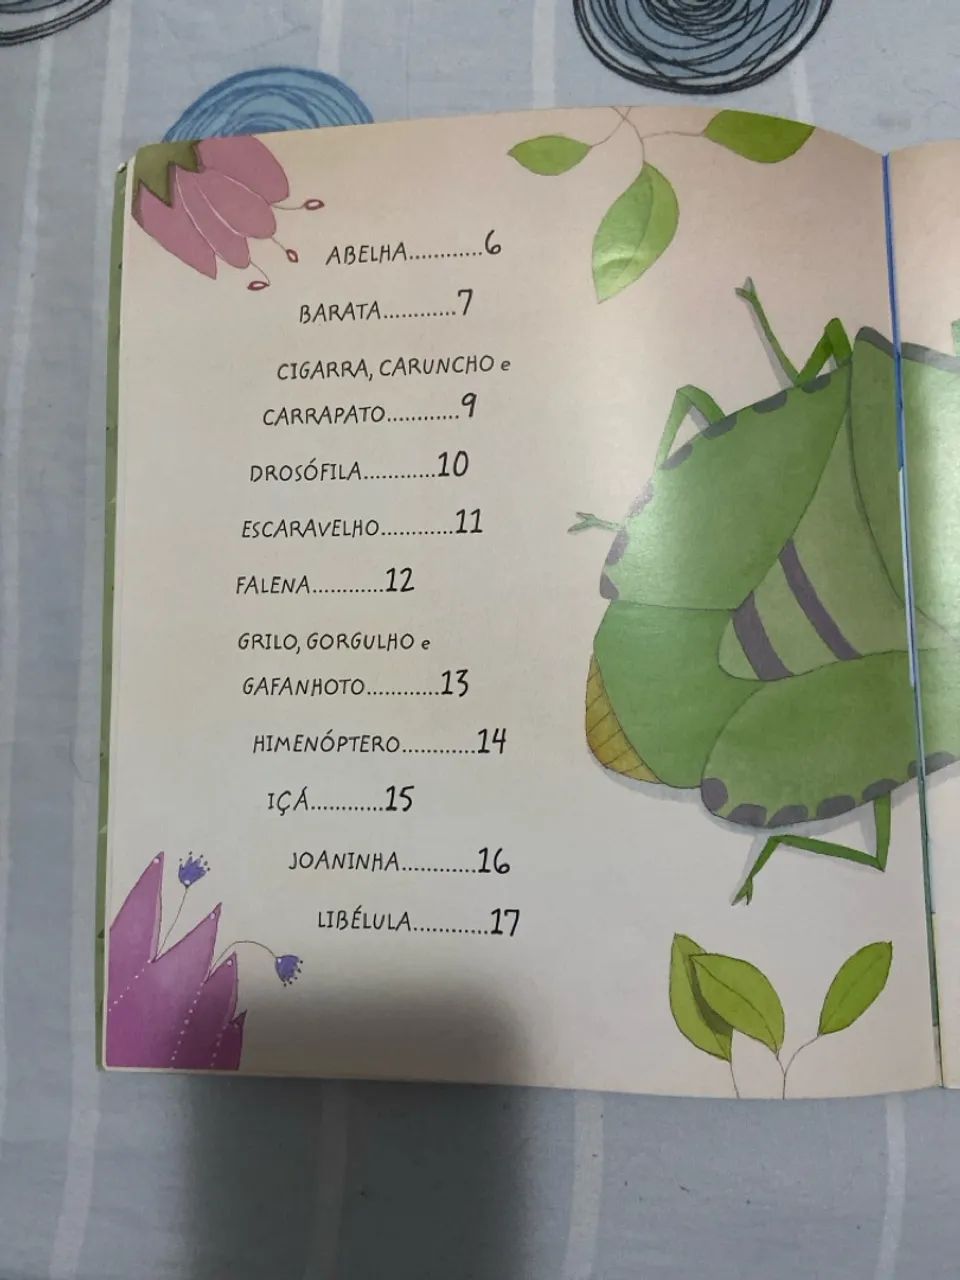 ABELHA............6
BARATA............7
CIGARRA, CARUNCHO e
CARRAPATO............9
DROSÓFILA............10
ESCARAVELHO............11
FALENA............12
GRILO, GORGULHO e
GAFANHOTO............13
HIMENÓPTERO............14
IÇÁ............15
JOANINHA............16
LIBÉLULA............17